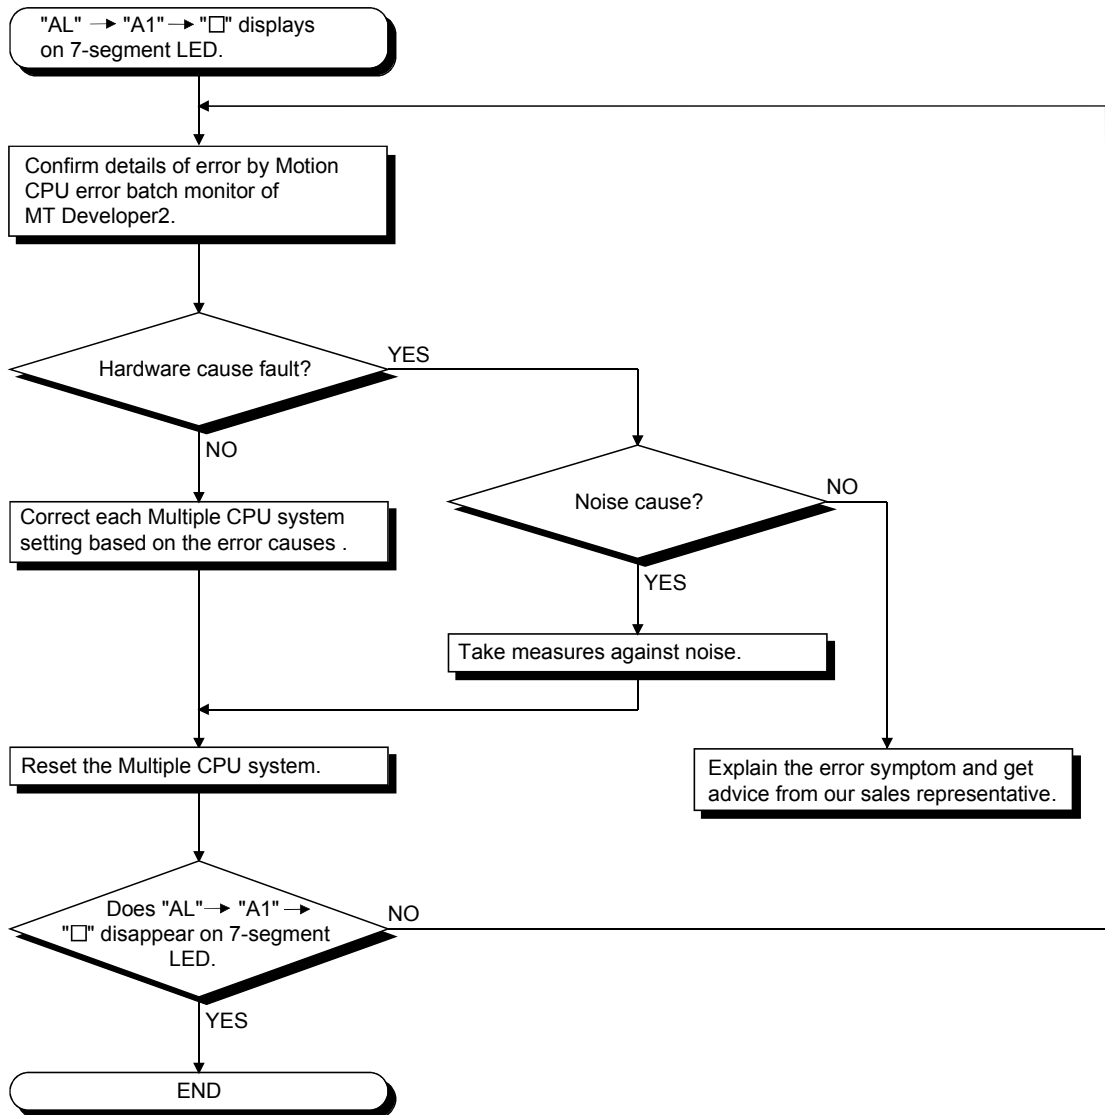 "AL" → "A1" → "□" displays
on 7-segment LED.
Confirm details of error by Motion
CPU error batch monitor of
MT Developer2.
Hardware cause fault?
YES
NO
Noise cause?
NO
Correct each Multiple CPU system
setting based on the error causes .
YES
Take measures against noise.
Reset the Multiple CPU system.
Explain the error symptom and get
advice from our sales representative.
Does "AL" → "A1" →
"□" disappear on 7-segment
LED.
NO
YES
END